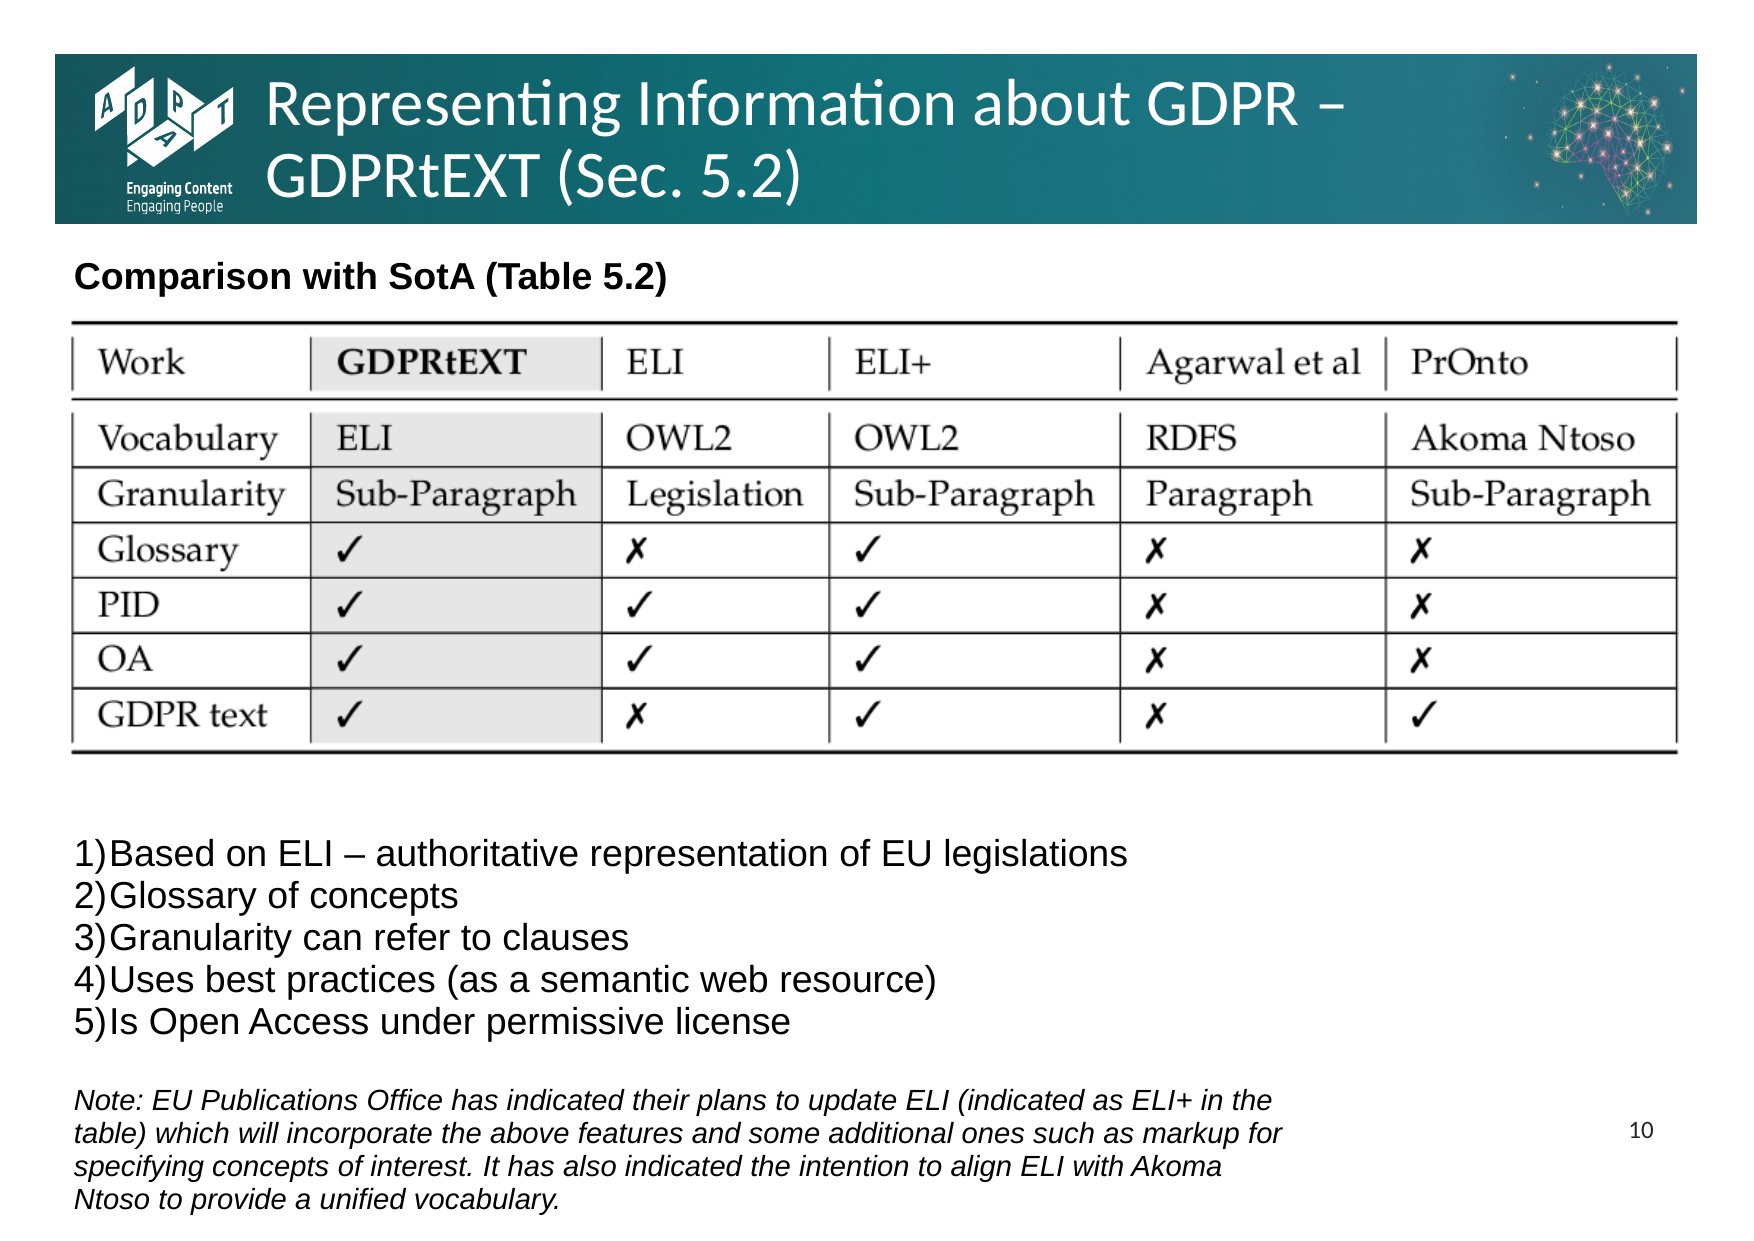 ADAPT
Engaging Content
Engaging People
Representing Information about GDPR –
GDPRtEXT (Sec. 5.2)
Comparison with SotA (Table 5.2)
Work GDPRtEXT ELI ELI+ Agarwal et al PrOnto
Vocabulary ELI OWL2 OWL2 RDFS Akoma Ntoso
Granularity Sub-Paragraph Legislation Sub-Paragraph Paragraph Sub-Paragraph
Glossary ✓ ✗ ✓ ✗ ✗
PID ✓ ✓ ✓ ✗ ✗
OA ✓ ✓ ✓ ✗ ✗
GDPR text ✓ ✗ ✓ ✗ ✓
1)Based on ELI – authoritative representation of EU legislations
2)Glossary of concepts
3)Granularity can refer to clauses
4)Uses best practices (as a semantic web resource)
5)Is Open Access under permissive license
Note: EU Publications Office has indicated their plans to update ELI (indicated as ELI+ in the
table) which will incorporate the above features and some additional ones such as markup for
specifying concepts of interest. It has also indicated the intention to align ELI with Akoma
Ntoso to provide a unified vocabulary.
10